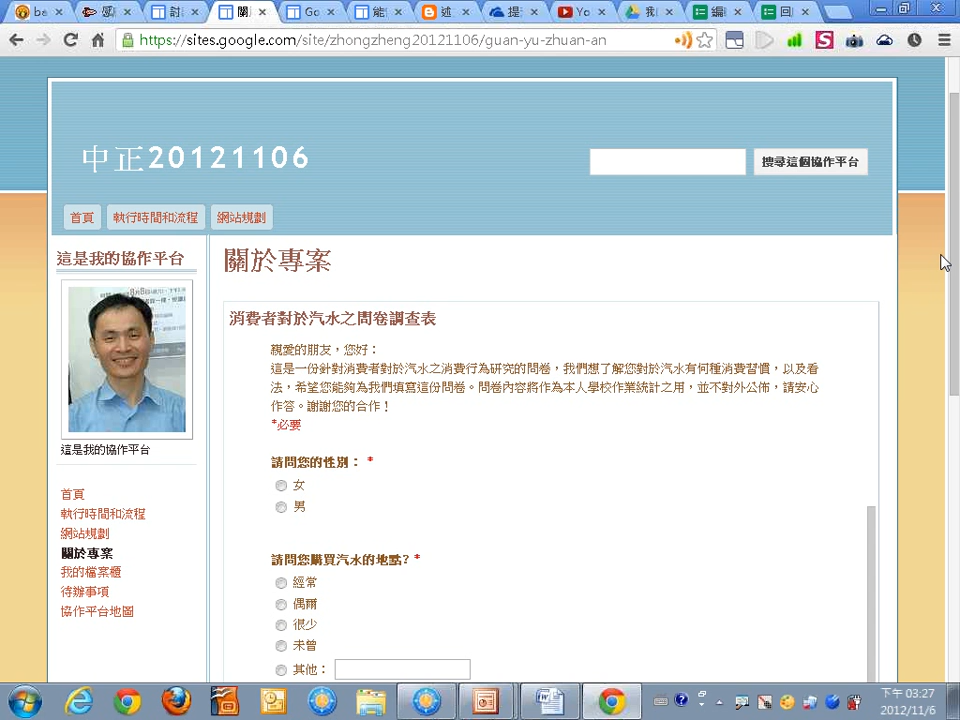 ba
討
關
Go
能
述
提
Yo
我
編
回
https://sites.google.com/site/zhongzheng20121106/guan-yu-zhuan-an
中正20121106
搜尋這個協作平台
首頁
執行時間和流程
網站規劃
這是我的協作平台
關於專案
消費者對於汽水之問卷調查表
親愛的朋友，您好：
這是一份針對消費者對於汽水之消費行為研究的問卷，我們想了解您對於汽水有何種消費習慣，以及看
法，希望您能夠為我們填寫這份問卷。問卷內容將作為本人學校作業統計之用，並不對外公佈，請安心
作答。謝謝您的合作！
*必要
請問您的性別： *
女
男
請問您購買汽水的地點? *
經常
偶爾
很少
未曾
其他：
這是我的協作平台
首頁
執行時間和流程
網站規劃
關於專案
我的檔案櫃
待辦事項
協作平台地圖
下午 03:27
2012/11/6